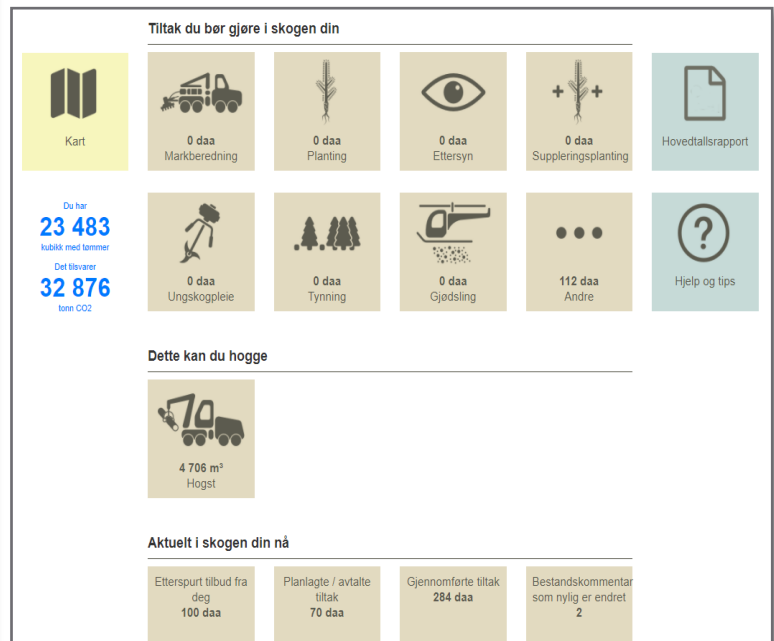 Tiltak du bør gjøre i skogen din
Kart
0 daa
Markberedning
0 daa
Planting
0 daa
Ettersyn
0 daa
Suppleringsplanting
Hovedtallsrapport
Du har
23 483
kubikk med tømmer
Det tilsvarer
32 876
tonn CO2
0 daa
Ungskogpleie
0 daa
Tynning
0 daa
Gjødsling
112 daa
Andre
?
Hjelp og tips
Dette kan du hogge
4 706 m³
Hogst
Aktuelt i skogen din nå
Etterspurt tilbud fra
deg
100 daa
Planlagte / avtalte
tiltak
70 daa
Gjennomførte tiltak
284 daa
Bestandskommentar
som nylig er endret
2